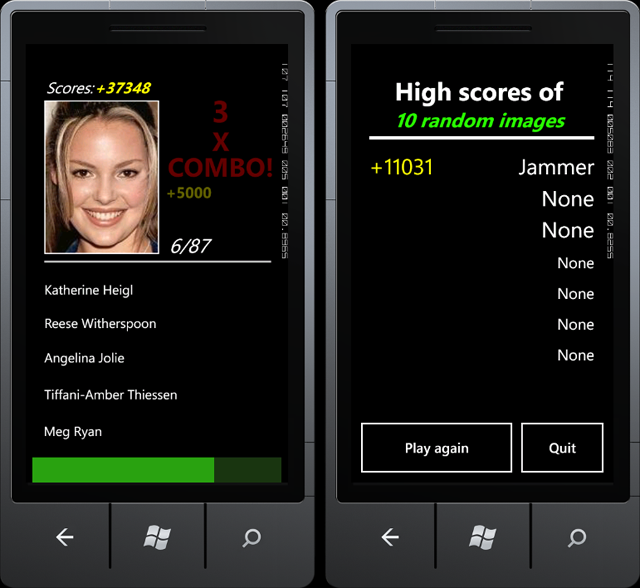 Scores:+37348
3
X
COMBO!
+5000
6/87
Katherine Heigl
Reese Witherspoon
Angelina Jolie
Tiffani-Amber Thiessen
Meg Ryan
High scores of
10 random images
+11031 Jammer
None
None
None
None
None
None
Play again
Quit